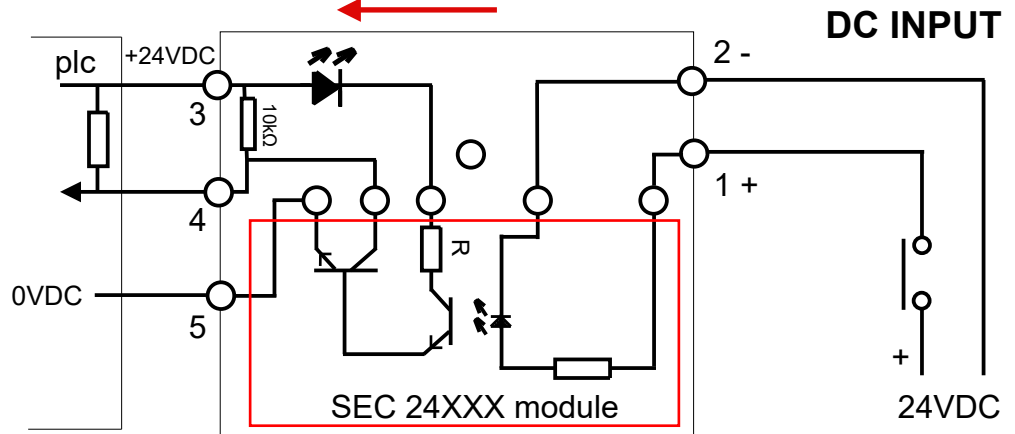 DC INPUT
plc
+24VDC
2 -
3
10kΩ
1 +
4
R
0VDC
5
+
SEC 24XXX module
24VDC